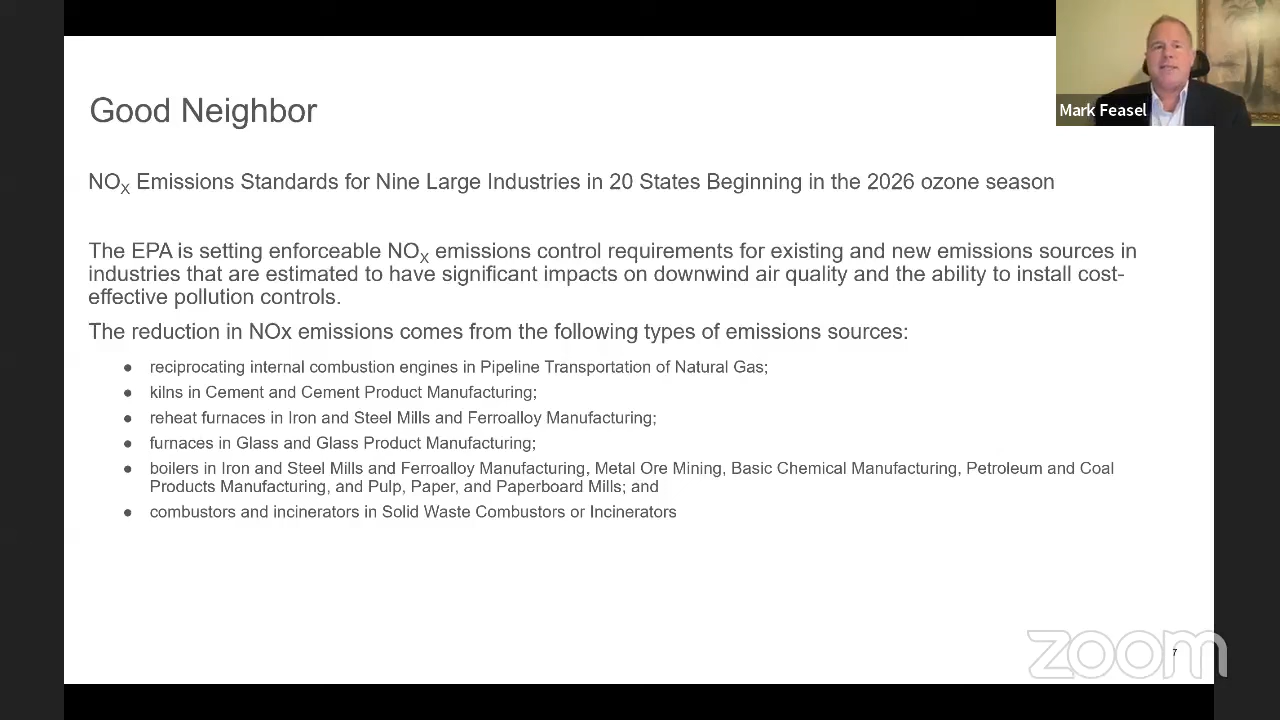 Good Neighbor
Mark Feasel
NOX Emissions Standards for Nine Large Industries in 20 States Beginning in the 2026 ozone season
The EPA is setting enforceable NOX emissions control requirements for existing and new emissions sources in
industries that are estimated to have significant impacts on downwind air quality and the ability to install cost-
effective pollution controls.
The reduction in NOx emissions comes from the following types of emissions sources:
● reciprocating internal combustion engines in Pipeline Transportation of Natural Gas;
● kilns in Cement and Cement Product Manufacturing;
● reheat furnaces in Iron and Steel Mills and Ferroalloy Manufacturing;
● furnaces in Glass and Glass Product Manufacturing;
● boilers in Iron and Steel Mills and Ferroalloy Manufacturing, Metal Ore Mining, Basic Chemical Manufacturing, Petroleum and Coal
Products Manufacturing, and Pulp, Paper, and Paperboard Mills; and
● combustors and incinerators in Solid Waste Combustors or Incinerators
zoom
7